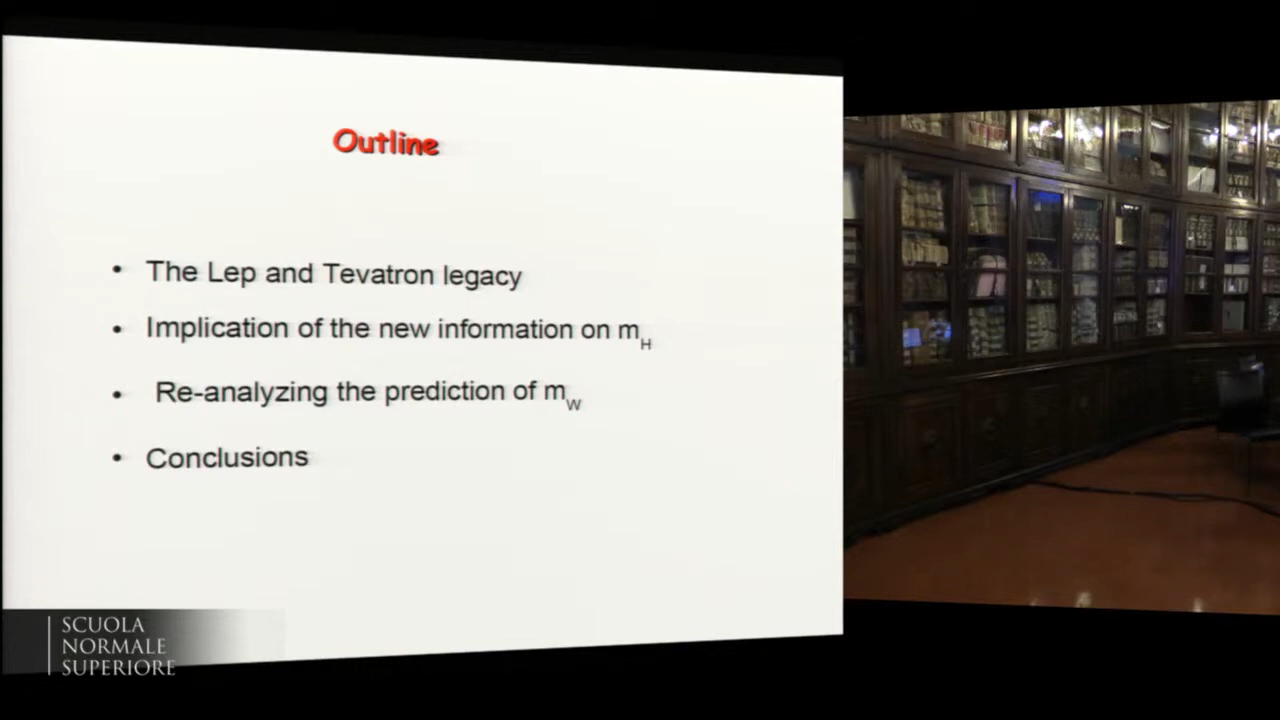 Outline
• The Lep and Tevatron legacy
• Implication of the new information on mH
• Re-analyzing the prediction of mW
• Conclusions
SCUOLA
NORMALE
SUPERIORE